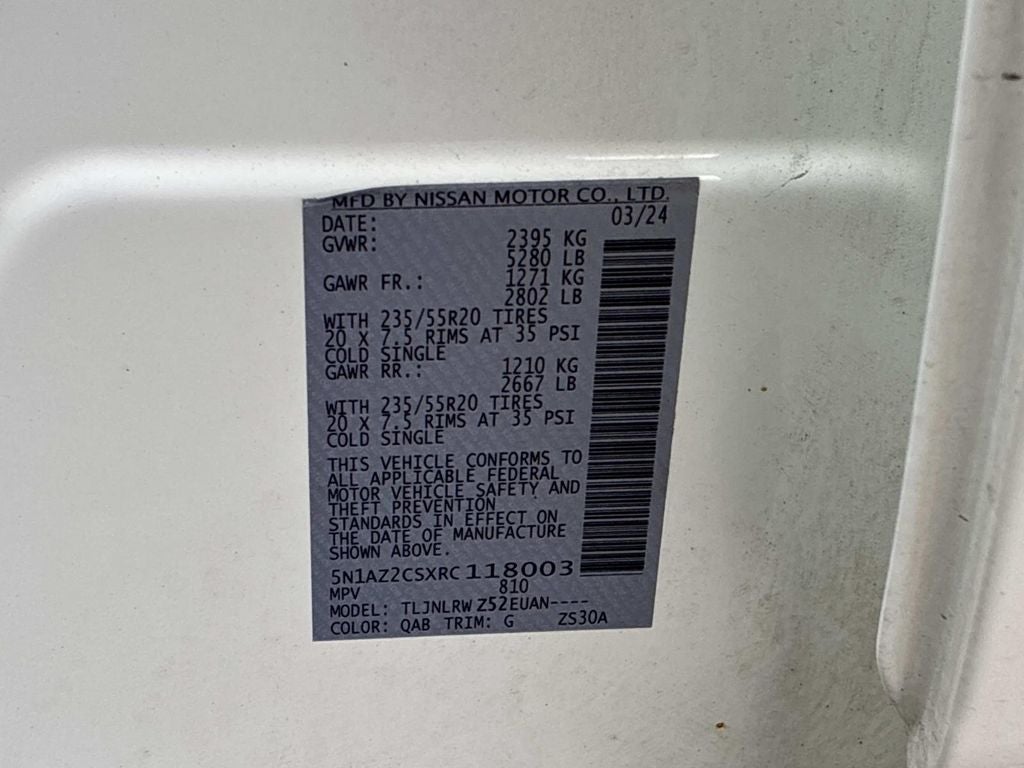 MFD BY NISSAN MOTOR CO., LTD.
DATE: 03/24
GVWR: 2395 KG
5280 LB
GAWR FR.: 1271 KG
2802 LB
WITH 235/55R20 TIRES
20 X 7.5 RIMS AT 35 PSI
COLD SINGLE
GAWR RR.: 1210 KG
2667 LB
WITH 235/55R20 TIRES
20 X 7.5 RIMS AT 35 PSI
COLD SINGLE
THIS VEHICLE CONFORMS TO
ALL APPLICABLE FEDERAL
MOTOR VEHICLE SAFETY AND
THEFT PREVENTION
STANDARDS IN EFFECT ON
THE DATE OF MANUFACTURE
SHOWN ABOVE.
5N1AZ2CSXRC118003
MPV 810
MODEL: TLJNLRW Z52EUAN----
COLOR: QAB TRIM: G ZS30A